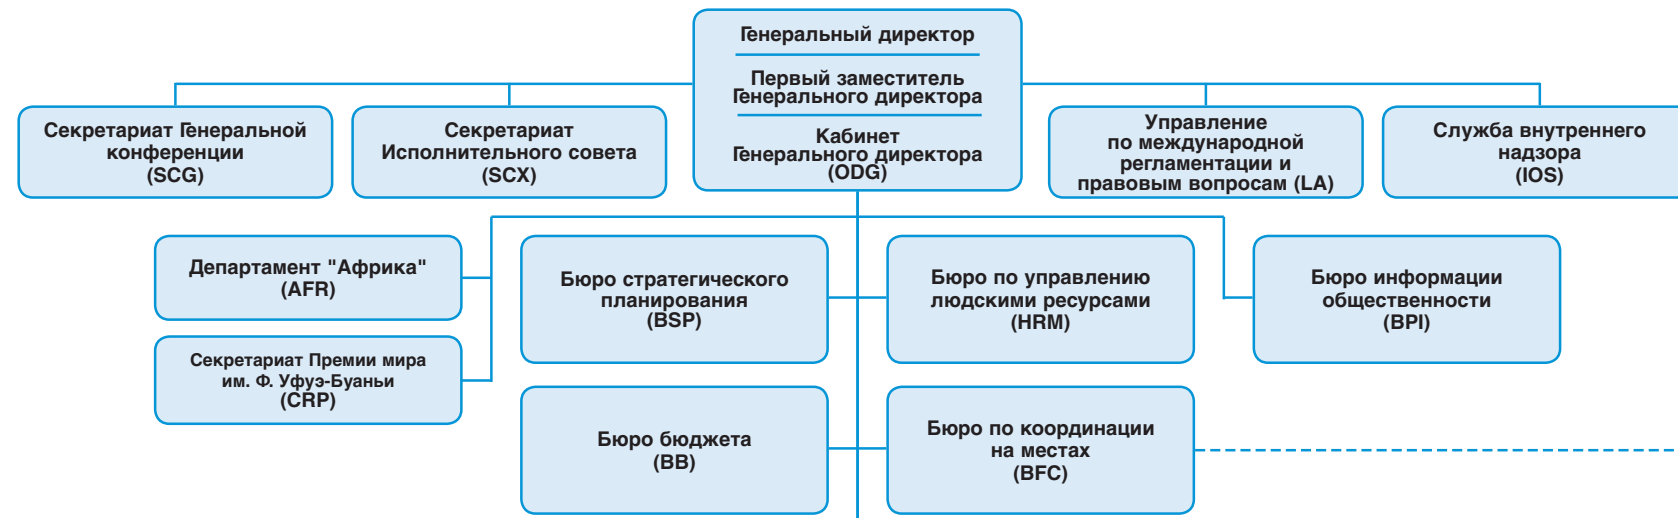 Генеральный директор
Первый заместитель
Генерального директора
Кабинет
Генерального директора
(ODG)
Секретариат Генеральной
конференции
(SCG)
Секретариат
Исполнительного совета
(SCX)
Управление
по международной
регламентации и
правовым вопросам (LA)
Служба внутреннего
надзора
(IOS)
Департамент "Африка"
(AFR)
Секретариат Премии мира
им. Ф. Уфуэ-Буаньи
(CRP)
Бюро стратегического
планирования
(BSP)
Бюро по управлению
людскими ресурсами
(HRM)
Бюро информации
общественности
(BPI)
Бюро бюджета
(BB)
Бюро по координации
на местах
(BFC)